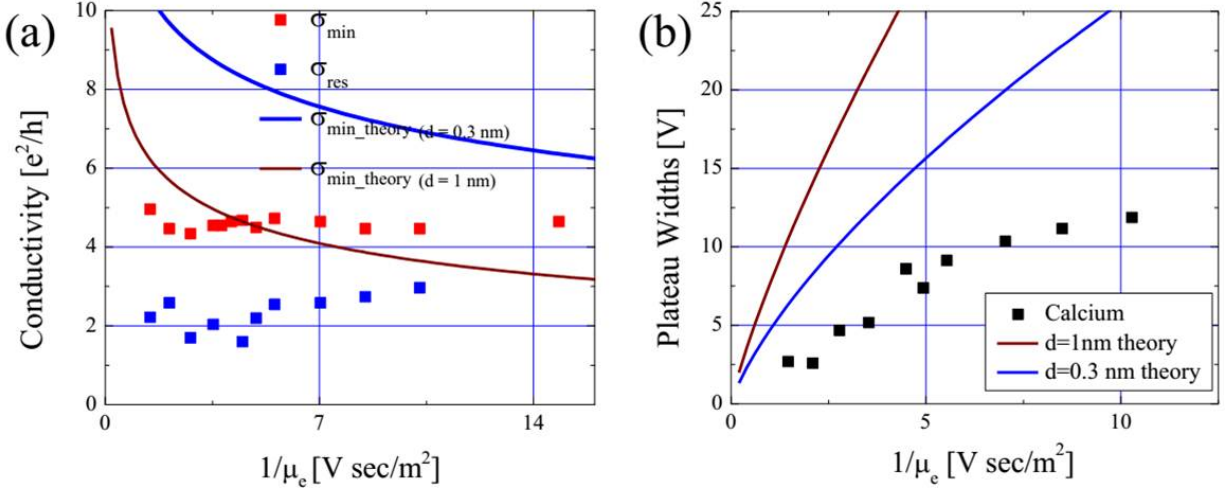 (a)
Conductivity [e²/h]
10
8
6
4
2
0
σmin
σres
σmin_theory (d = 0.3 nm)
σmin_theory (d = 1 nm)
0 7 14
1/μe [V sec/m²]
(b)
Plateau Widths [V]
25
20
15
10
5
0
Calcium
d=1nm theory
d=0.3 nm theory
0 5 10
1/μe [V sec/m²]